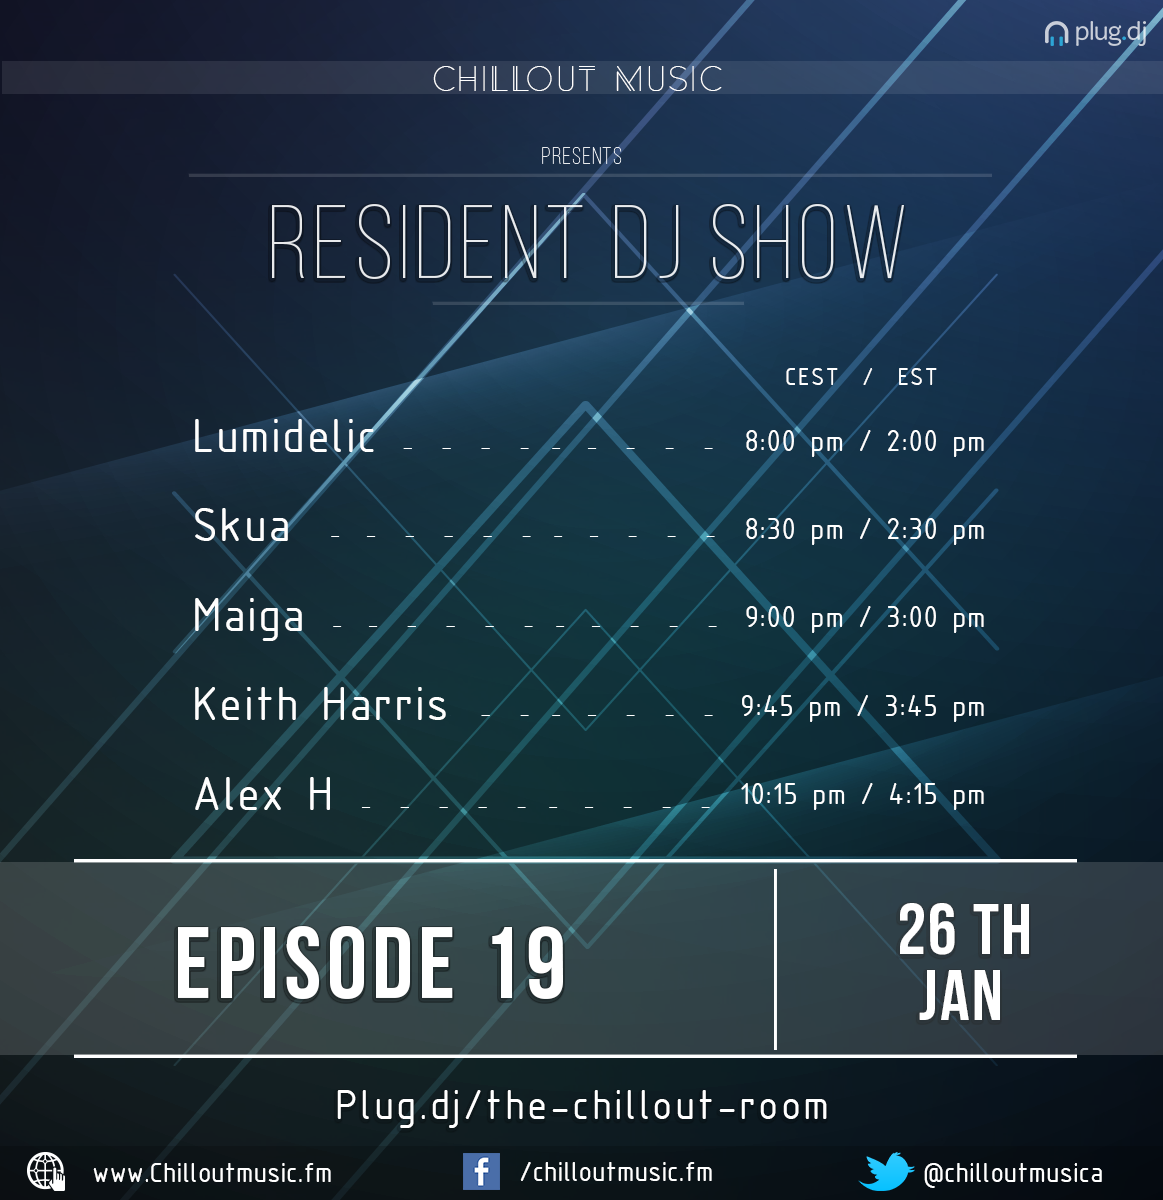 plug.dj
CHILLOUT MUSIC
PRESENTS
RESIDENT DJ SHOW
CEST / EST
Lumidelic _ _ _ _ _ _ _ _ _ 8:00 pm / 2:00 pm
Skua _ _ _ _ _ _ _ _ _ _ _ 8:30 pm / 2:30 pm
Maiga _ _ _ _ _ _ _ _ _ _ _ 9:00 pm / 3:00 pm
Keith Harris _ _ _ _ _ _ _ 9:45 pm / 3:45 pm
Alex H _ _ _ _ _ _ _ _ _ _ 10:15 pm / 4:15 pm
EPISODE 19
26 TH
JAN
Plug.dj/the-chillout-room
www.Chilloutmusic.fm
/chilloutmusic.fm
@chilloutmusica